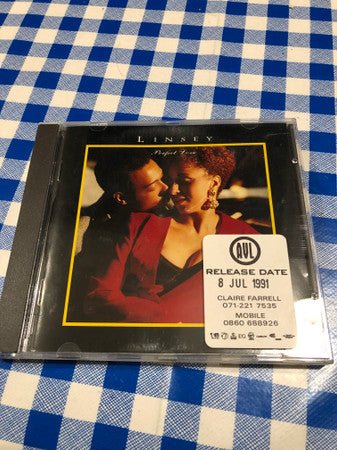 LINSEY
Perfect Love
AVL
RELEASE DATE
8 JUL 1991
CLAIRE FARRELL
071-221 7535
MOBILE
0860 688926